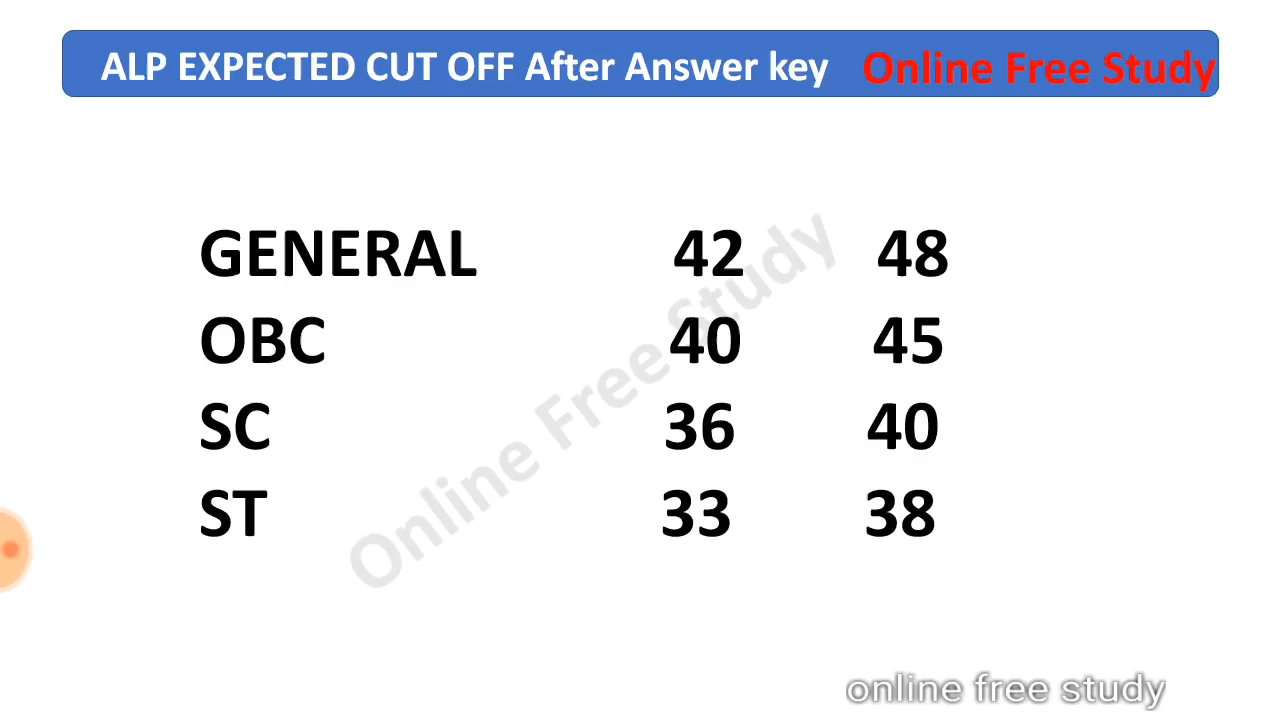 ALP EXPECTED CUT OFF After Answer key Online Free Study
GENERAL 42 48
OBC 40 45
SC 36 40
ST 33 38
Online Free Study
online free study